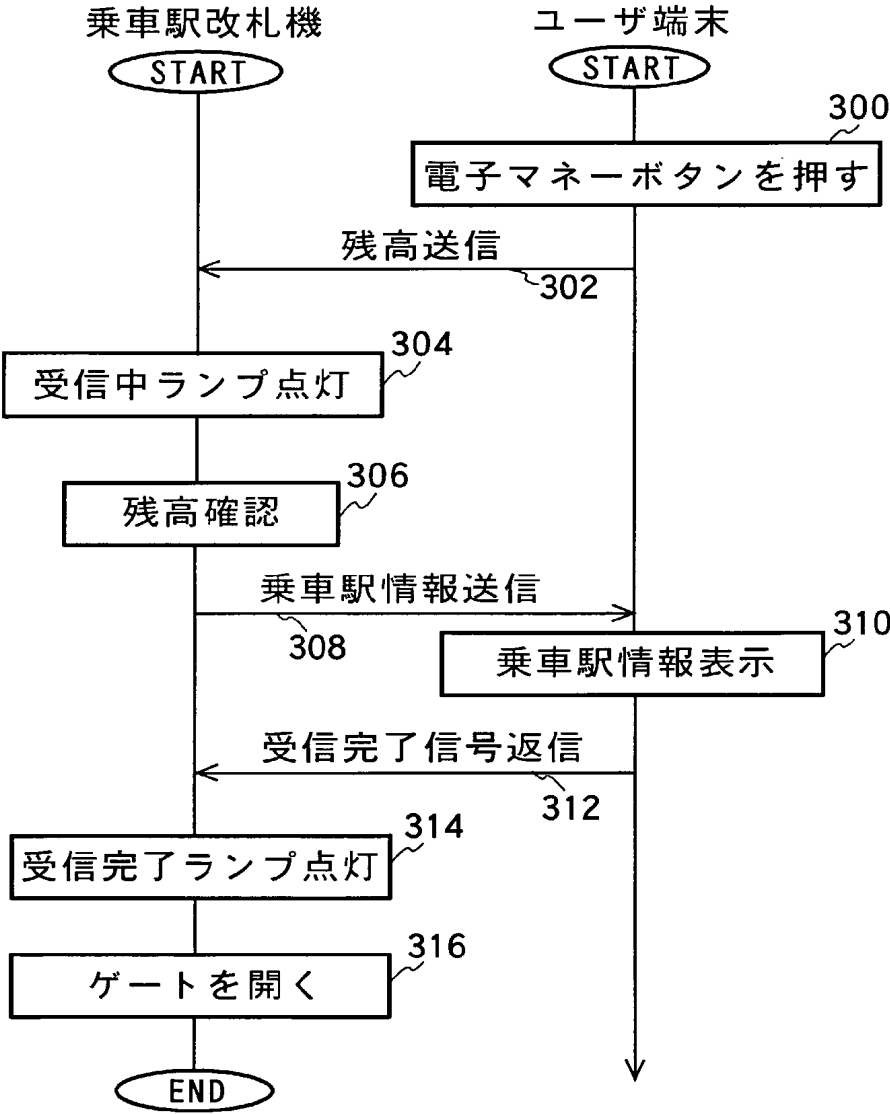 乗車駅改札機
ユーザ端末
START
START
300
電子マネーボタンを押す
残高送信
302
304
受信中ランプ点灯
306
残高確認
乗車駅情報送信
308
310
乗車駅情報表示
受信完了信号返信
312
314
受信完了ランプ点灯
316
ゲートを開く
END